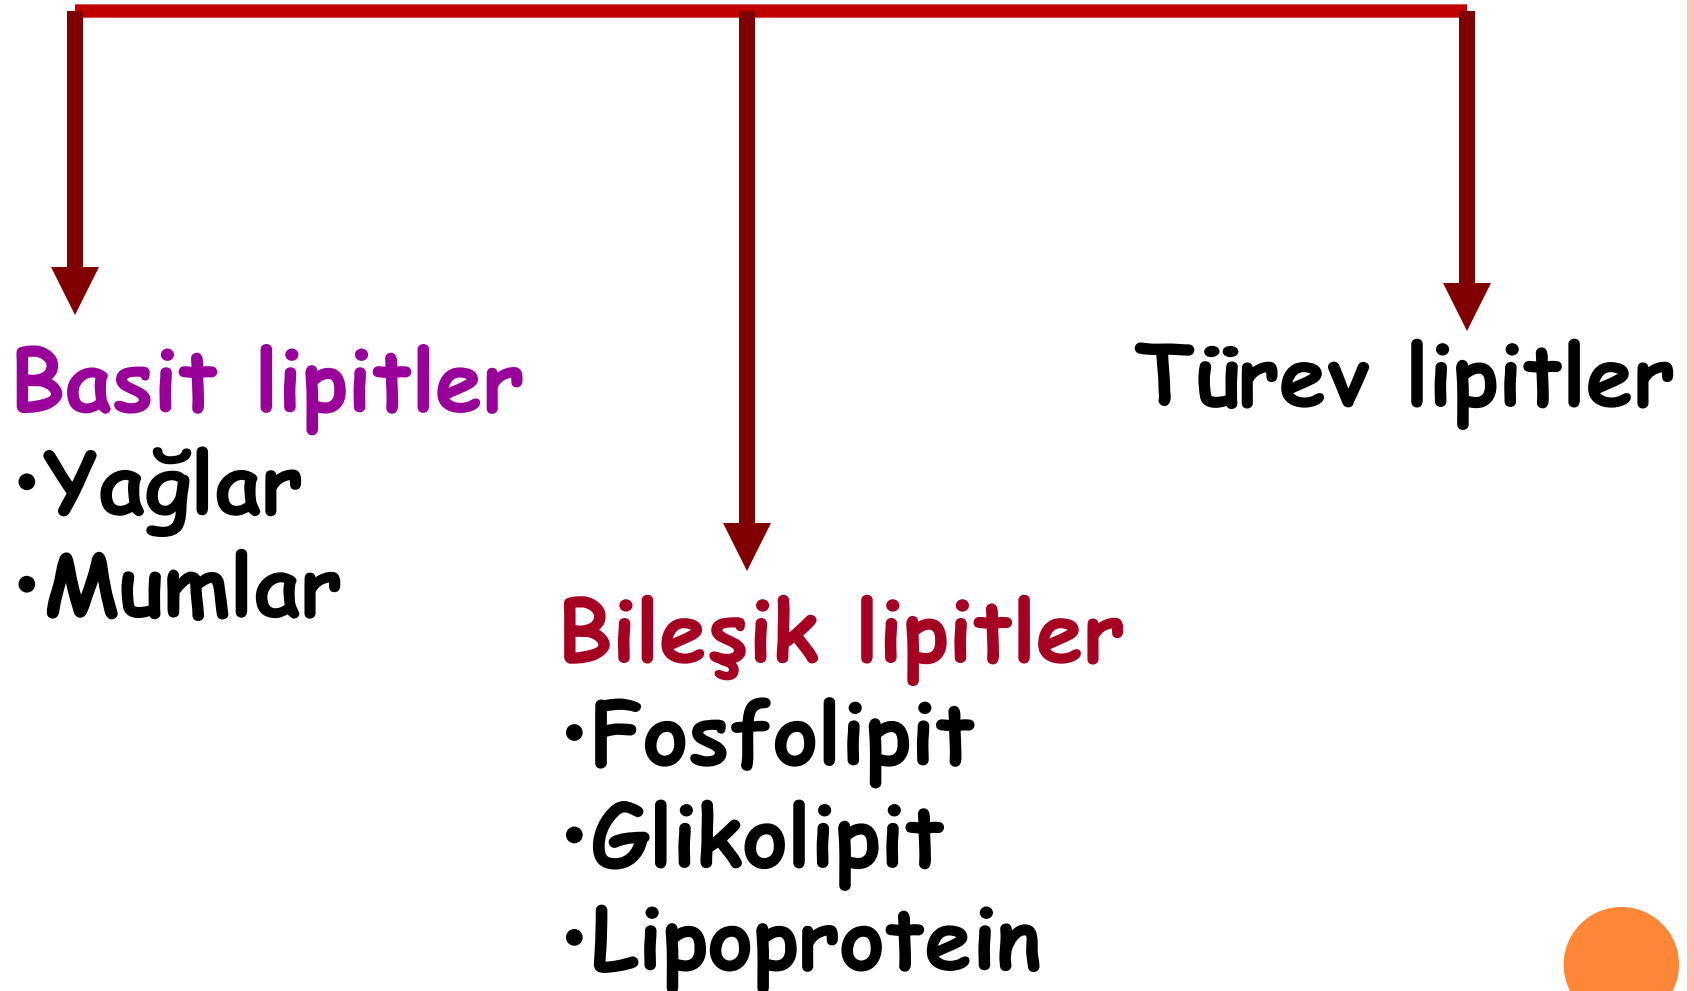 Basit lipitler
•Yağlar
•Mumlar
Bileşik lipitler
•Fosfolipit
•Glikolipit
•Lipoprotein
Türev lipitler